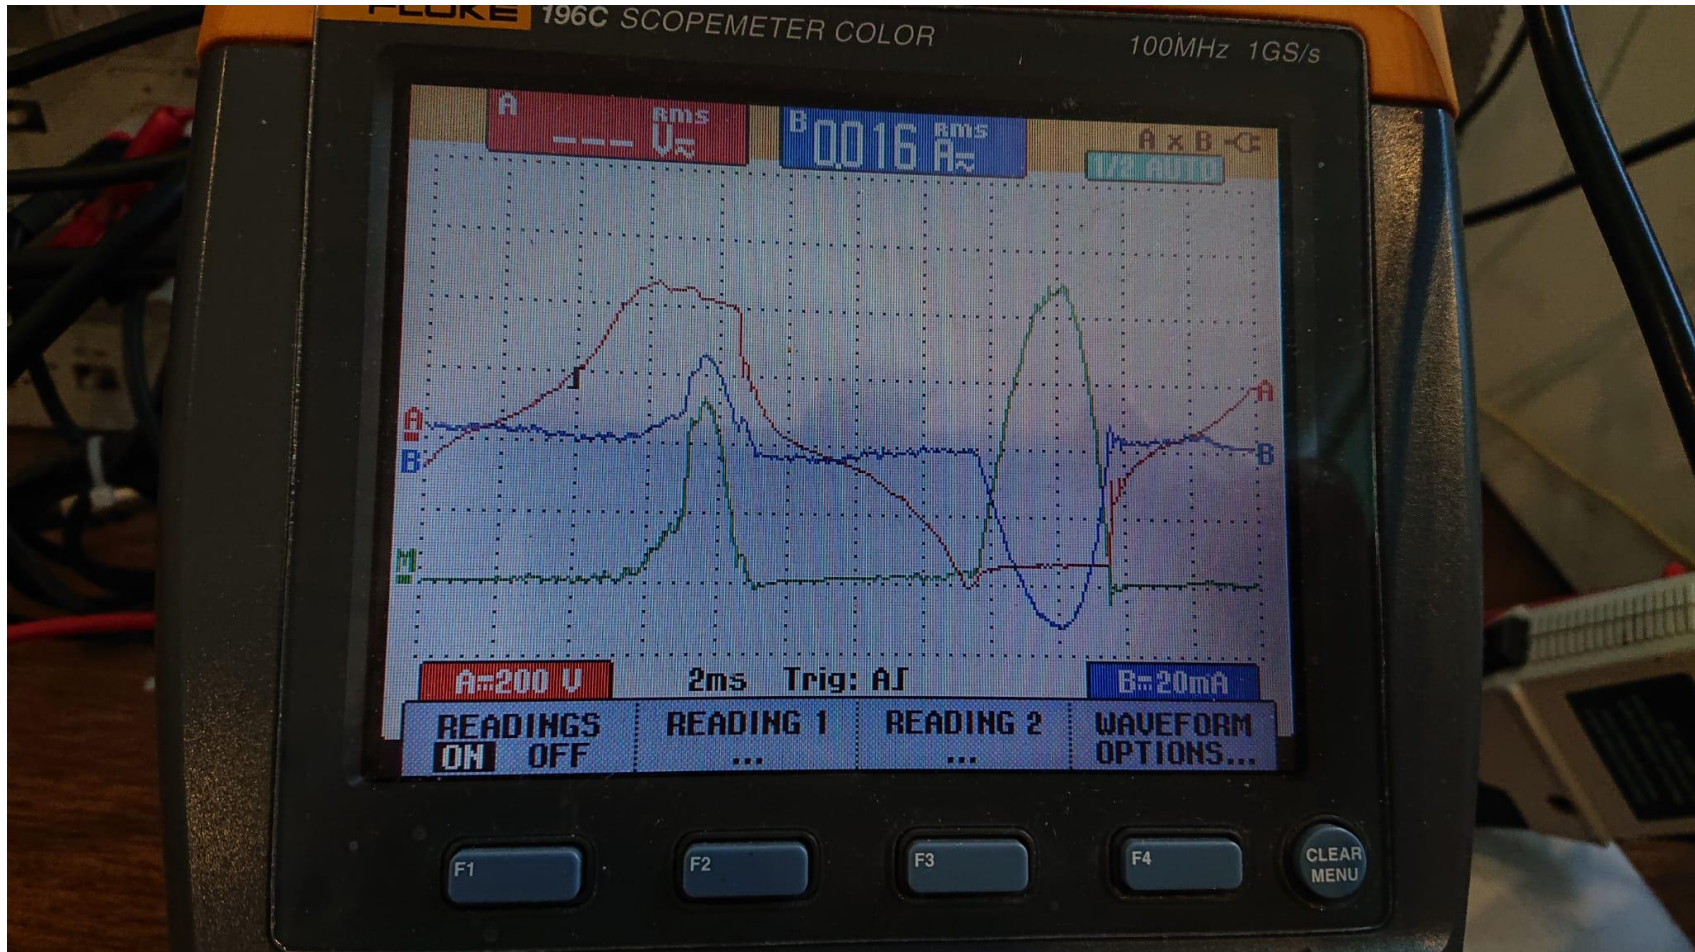 FLUKE 196C SCOPEMETER COLOR
100MHz 1GS/s
A rms
--- V
B 0.016 rms A
A x B
1/2 AUTO
A
B
M
A
B
A=200 V 2ms Trig: A B=20mA
READINGS READING 1 READING 2 WAVEFORM
ON OFF ... ... OPTIONS...
F1 F2 F3 F4 CLEAR
MENU